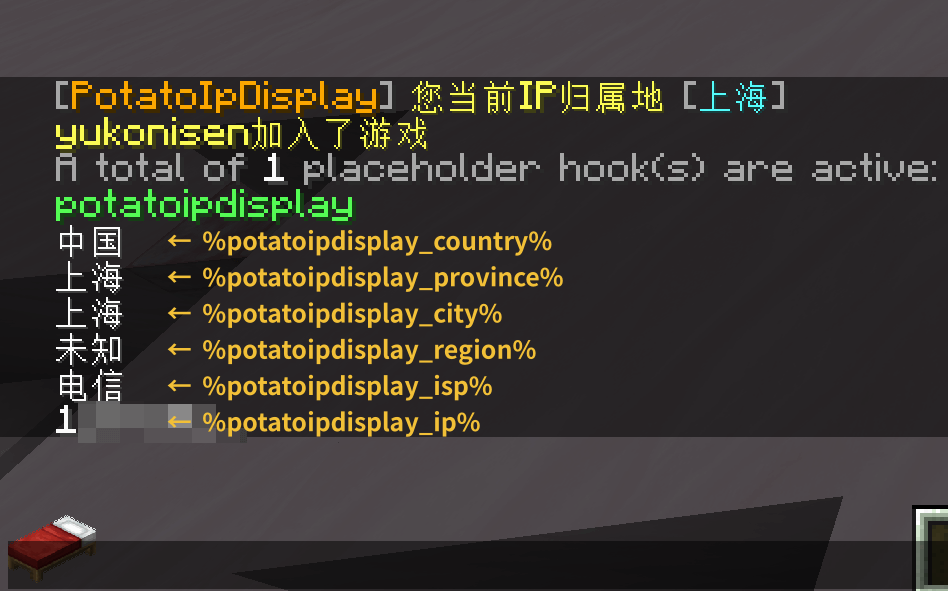 [PotatoIpDisplay] 您当前IP归属地 [上海]
yukonisen加入了游戏
A total of 1 placeholder hook(s) are active:
potatoipdisplay
中国 ← %potatoipdisplay_country%
上海 ← %potatoipdisplay_province%
上海 ← %potatoipdisplay_city%
未知 ← %potatoipdisplay_region%
电信 ← %potatoipdisplay_isp%
1 ← %potatoipdisplay_ip%